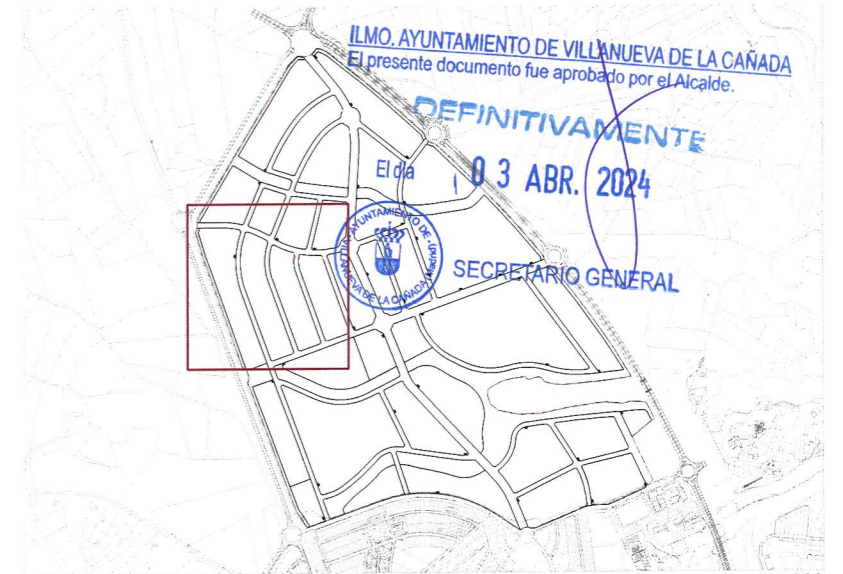 ILMO. AYUNTAMIENTO DE VILLANUEVA DE LA CAÑADA
El presente documento fue aprobado por el Alcalde.
DEFINITIVAMENTE
El día
03 ABR. 2024
AYUNTAMIENTO DE
VILLANUEVA DE LA CAÑADA (Madrid)
SECRETARIO GENERAL